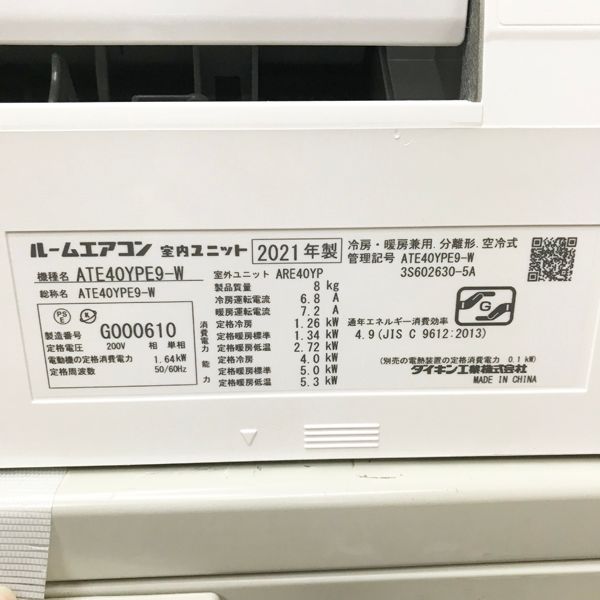 ルームエアコン 室内ユニット 2021年製 冷房・暖房兼用.分離形.空冷式
機種名 ATE40YPE9-W 室外ユニット ARE40YP 管理記号 ATE40YPE9-W
総称名 ATE40YPE9-W 製品質量 8 kg 3S602630-5A
冷房運転電流 6.8 A
暖房運転電流 7.2 A
PS E
製造番号 G000610
定格電圧 200V 相 単相
電動機の定格消費電力 1.64kW
定格周波数 50/60Hz
消費電力
定格冷房 1.26 kW
定格暖房標準 1.34 kW
定格暖房低温 2.72 kW
能力
定格冷房 4.0 kW
定格暖房標準 5.0 kW
定格暖房低温 5.3 kW
通年エネルギー消費効率
4.9(JIS C 9612:2013)
(別売の電熱装置の定格消費電力 0.1 kW)
ダイキン工業株式会社
MADE IN CHINA